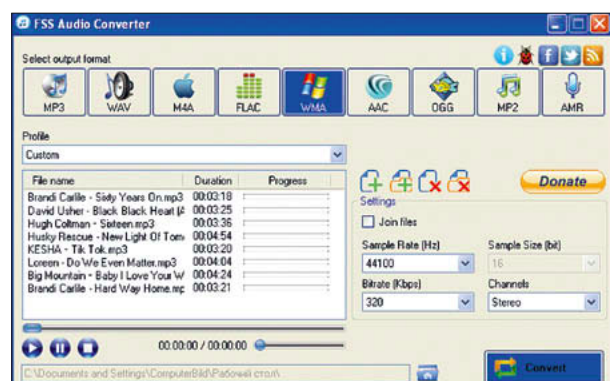 FSS Audio Converter
Select output format
MP3 WAV M4A FLAC WMA AAC OGG MP2 AMR
Profile
Custom
File name Duration Progress
Brandi Carlile - Sixty Years On.mp3 00:03:18
David Usher - Black Black Heart (A 00:03:25
Hugh Coltman - Sixteen.mp3 00:03:36
Husky Rescue - New Light Of Tom 00:04:54
KESHA - Tik Tok.mp3 00:03:20
Loreen - Do We Even Matter.mp3 00:04:04
Big Mountain - Baby I Love Your W 00:04:24
Brandi Carlile - Hard Way Home.mp 00:03:21
Donate
Settings
Join files
Sample Rate (Hz) Sample Size (bit)
44100 16
Bitrate (Kbps) Channels
320 Stereo
00:00:00 / 00:00:00
C:\Documents and Settings\ComputerBild\Рабочий стол\
Convert